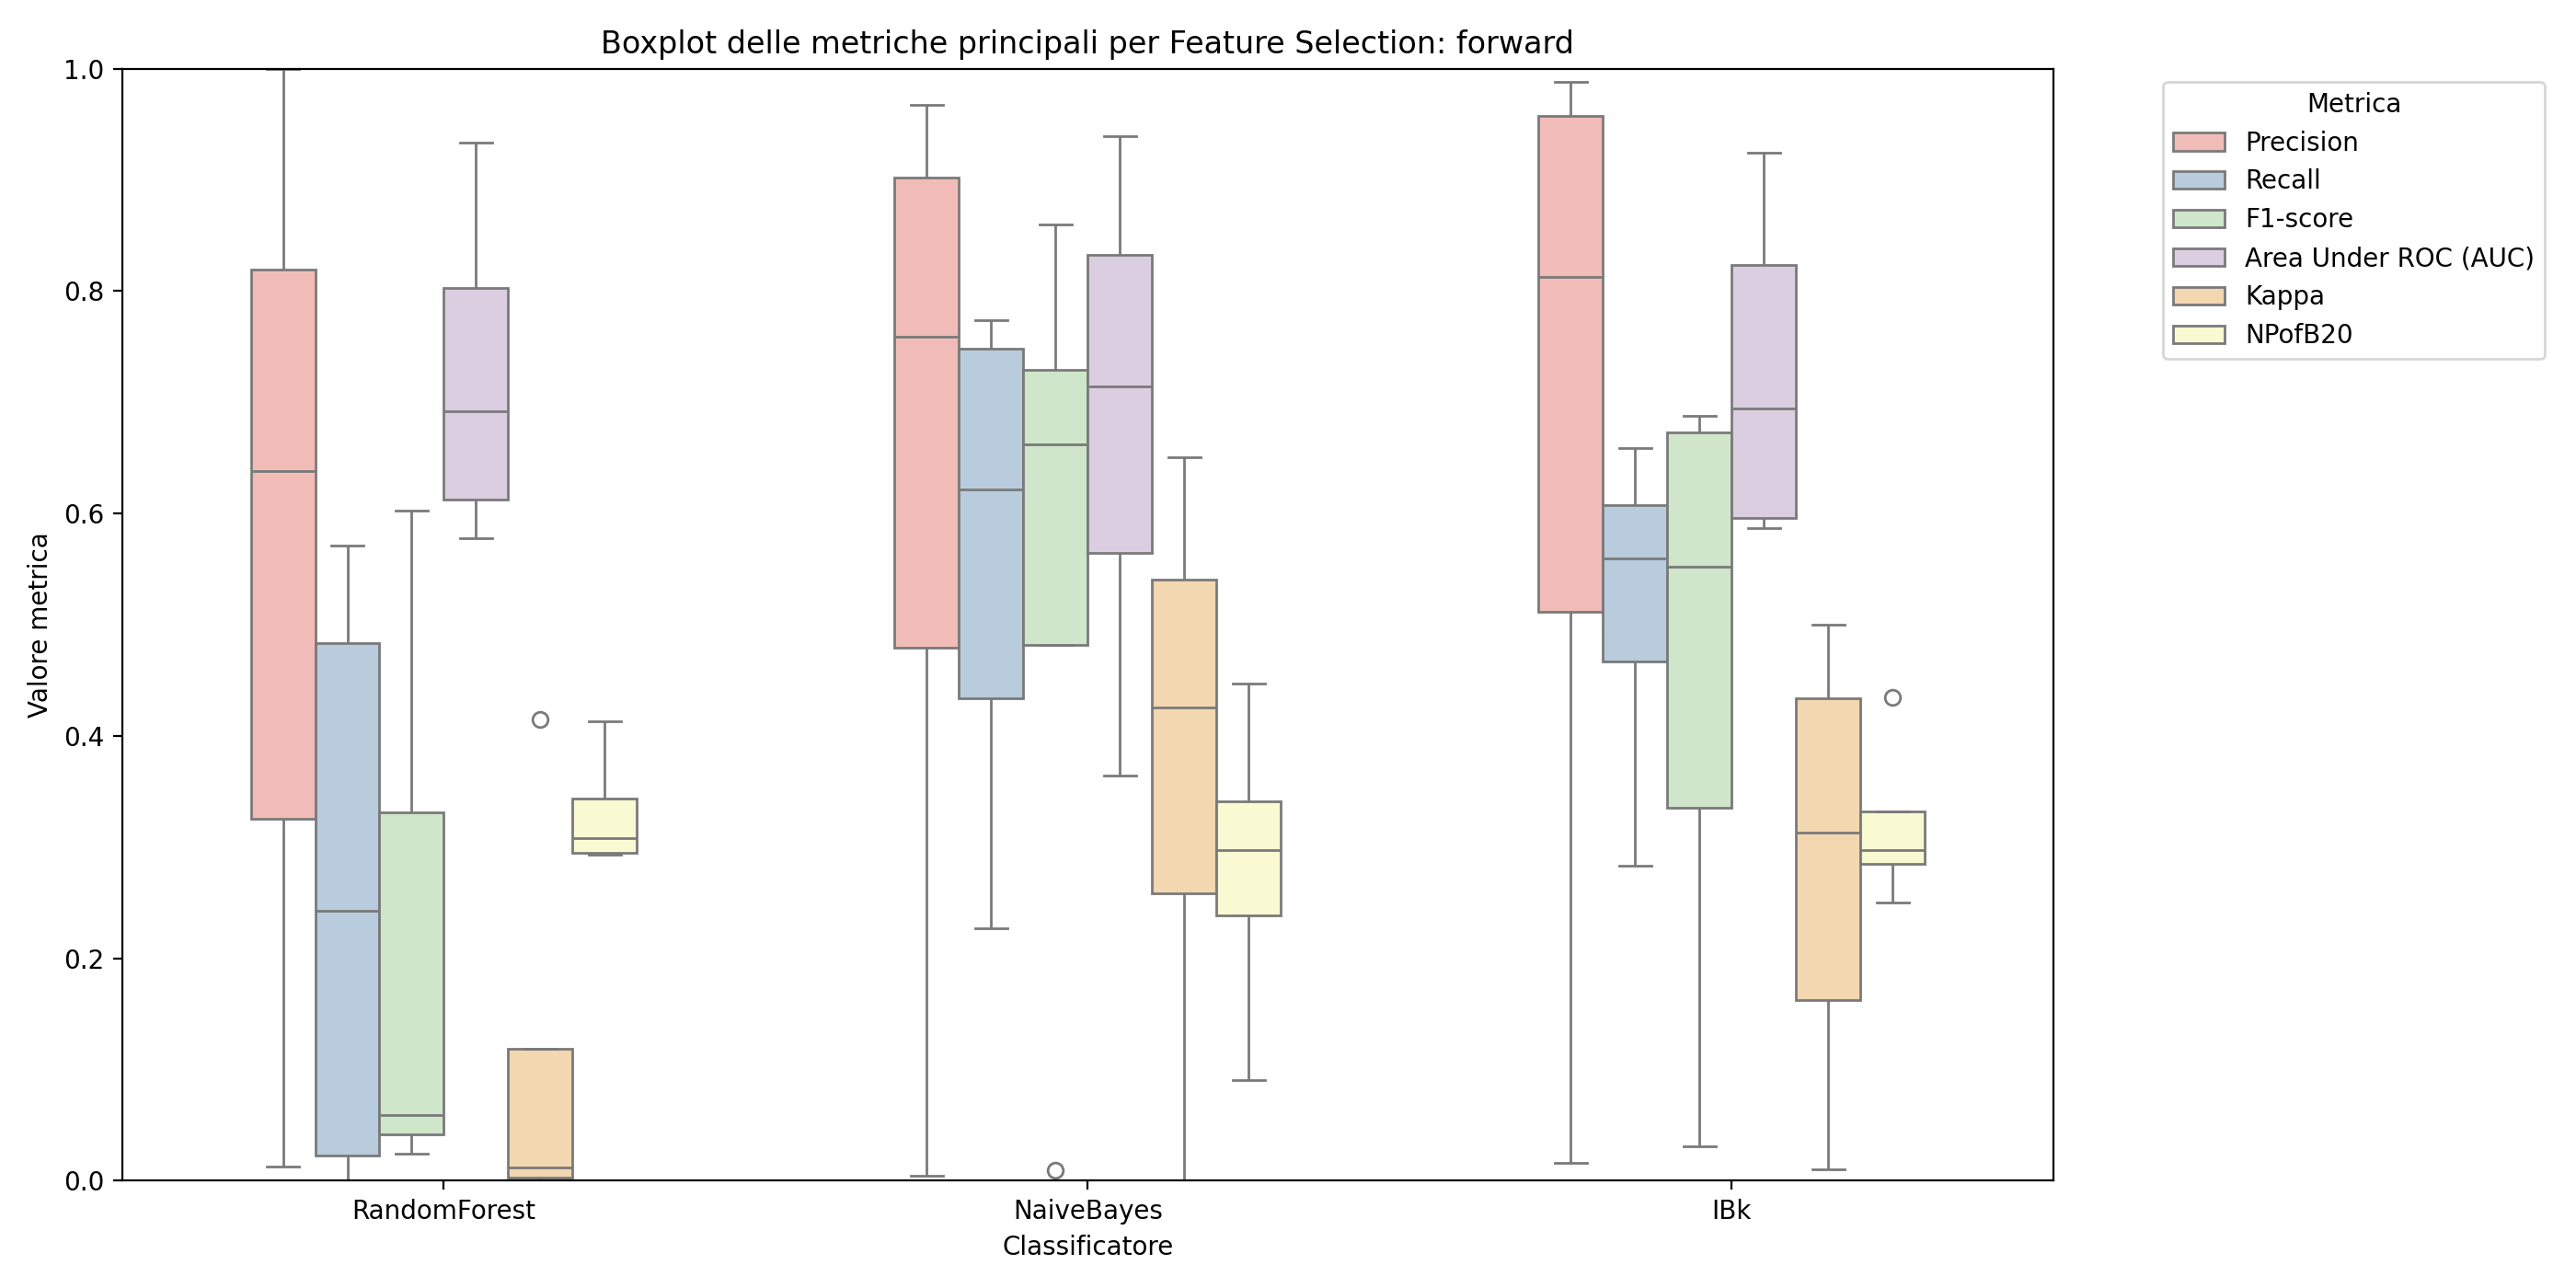 Boxplot delle metriche principali per Feature Selection: forward
Valore metrica
1.0
0.8
0.6
0.4
0.2
0.0
RandomForest
NaiveBayes
IBk
Classificatore
Metrica
Precision
Recall
F1-score
Area Under ROC (AUC)
Kappa
NPofB20